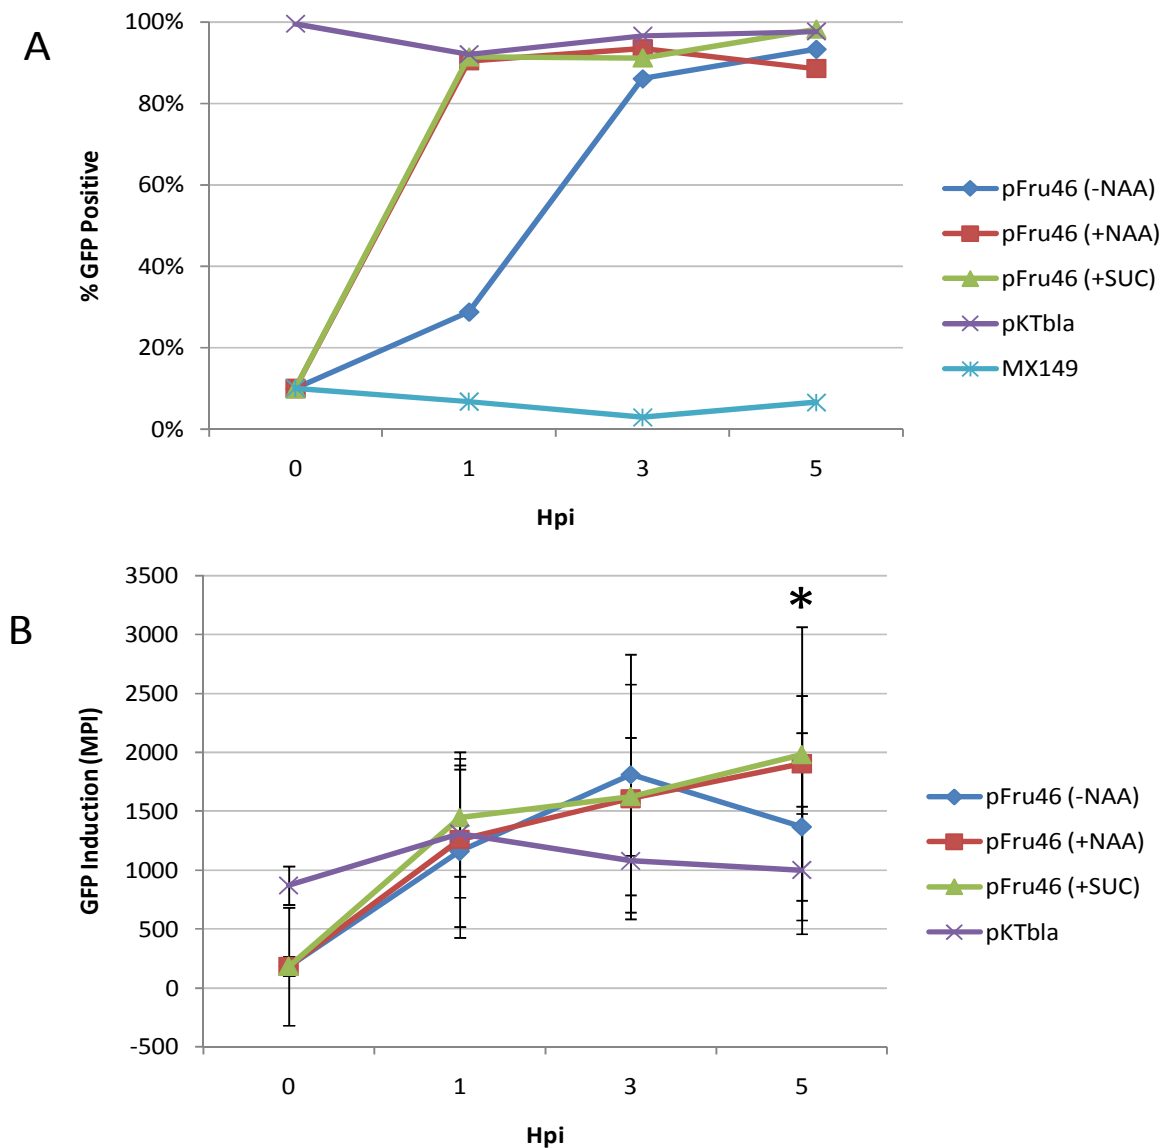 A
100%
80%
60%
40%
20%
0%
% GFP Positive
0 1 3 5
Hpi
pFru46 (-NAA)
pFru46 (+NAA)
pFru46 (+SUC)
pKTbla
MX149
B
3500
3000
2500
2000
1500
1000
500
0
-500
GFP Induction (MPI)
*
0 1 3 5
Hpi
pFru46 (-NAA)
pFru46 (+NAA)
pFru46 (+SUC)
pKTbla